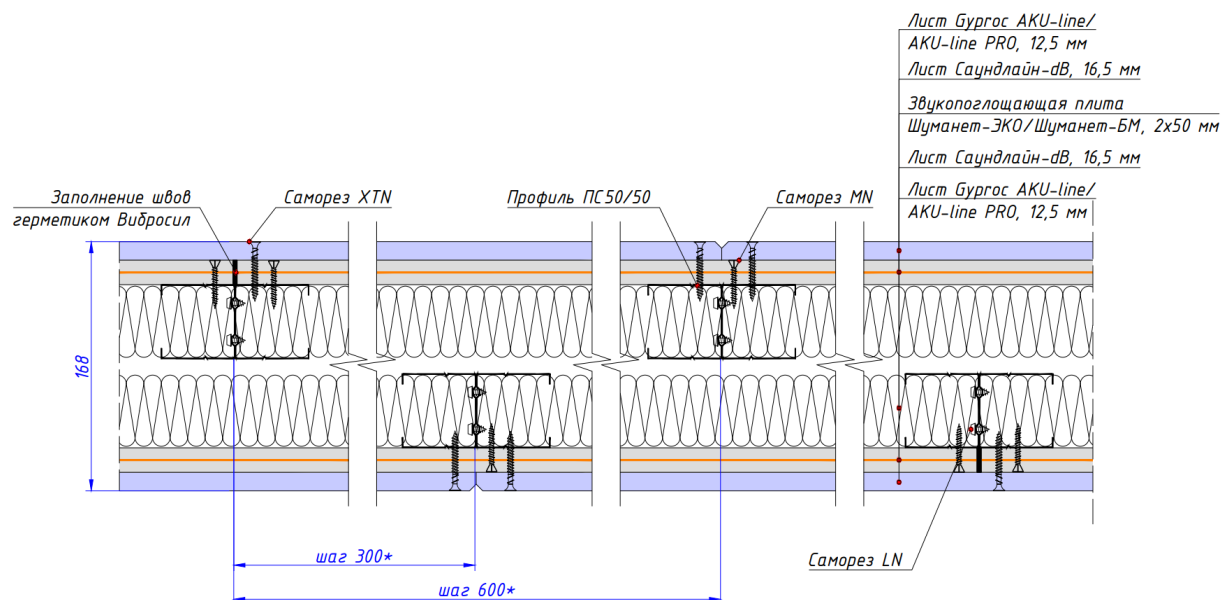 Лист Gyproc AKU-line/
AKU-line PRO, 12,5 мм
Лист Саундлайн-dB, 16,5 мм
Звукопоглощающая плита
Шуманет-ЭКО/Шуманет-БМ, 2х50 мм
Лист Саундлайн-dB, 16,5 мм
Лист Gyproc AKU-line/
AKU-line PRO, 12,5 мм
Заполнение швов
герметиком Вибросил
Саморез XTN
Профиль ПС50/50
Саморез MN
168
шаг 300*
шаг 600*
Саморез LN